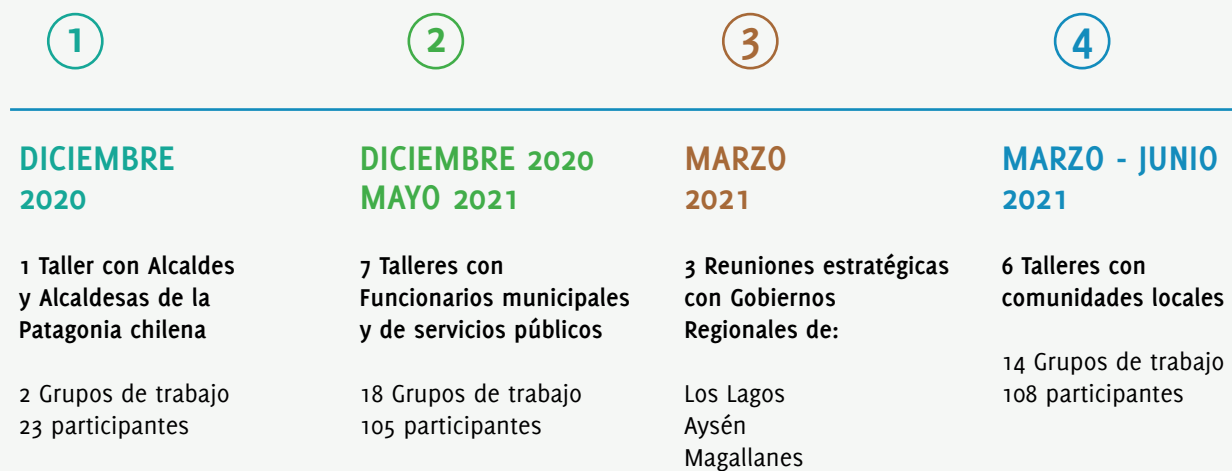 1
DICIEMBRE
2020
1 Taller con Alcaldes
y Alcaldesas de la
Patagonia chilena
2 Grupos de trabajo
23 participantes
2
DICIEMBRE 2020
MAYO 2021
7 Talleres con
Funcionarios municipales
y de servicios públicos
18 Grupos de trabajo
105 participantes
3
MARZO
2021
3 Reuniones estratégicas
con Gobiernos
Regionales de:
Los Lagos
Aysén
Magallanes
4
MARZO - JUNIO
2021
6 Talleres con
comunidades locales
14 Grupos de trabajo
108 participantes